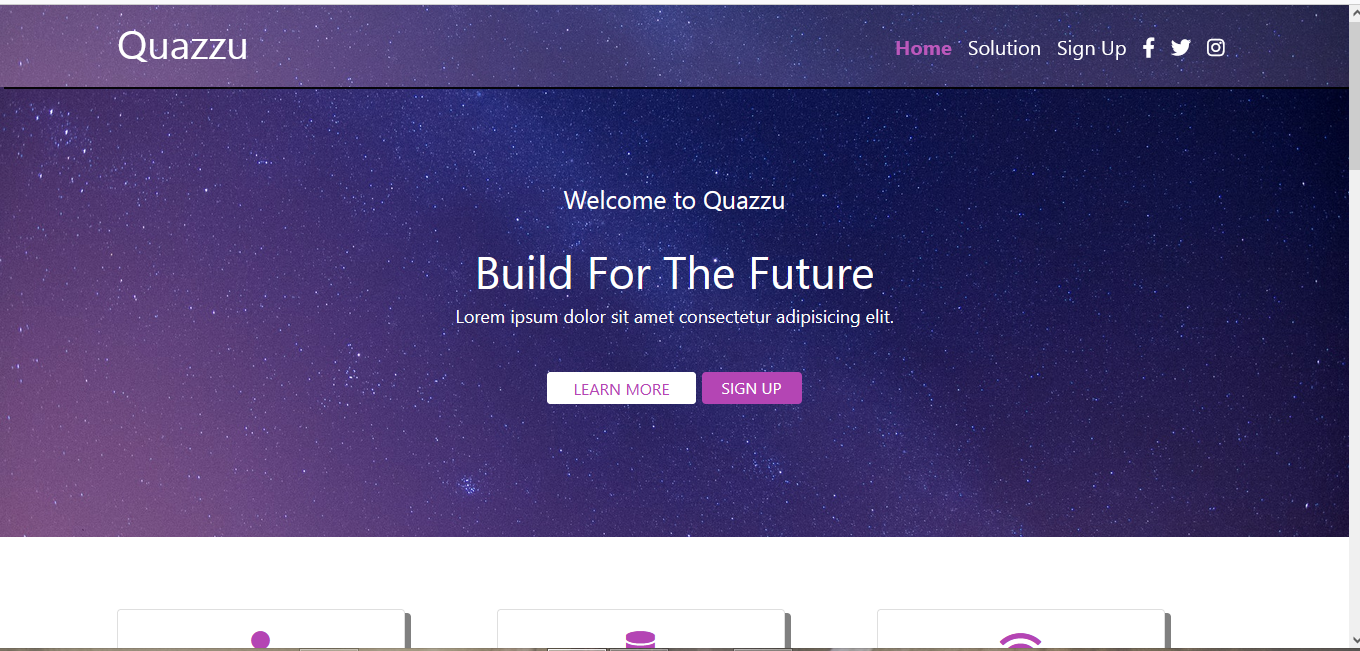 Quazzu
Home Solution Sign Up
Welcome to Quazzu
Build For The Future
Lorem ipsum dolor sit amet consectetur adipisicing elit.
LEARN MORE SIGN UP